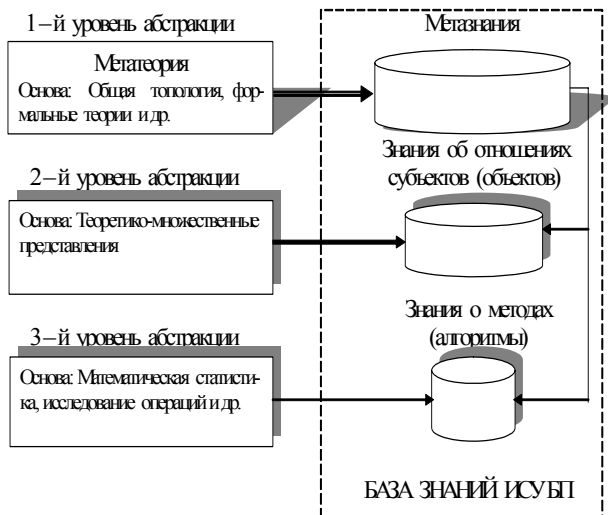 1–й уровень абстракции
Метазнания
Метатеория
Основа: Общая топология, фор-
мальные теории и др.
Знания об отношениях
субъектов (объектов)
2–й уровень абстракции
Основа: Теоретико-множественные
представления
Знания о методах
(алгоритмы)
3–й уровень абстракции
Основа: Математическая статисти-
ка, исследование операций и др.
БАЗА ЗНАНИЙ ИСУБП